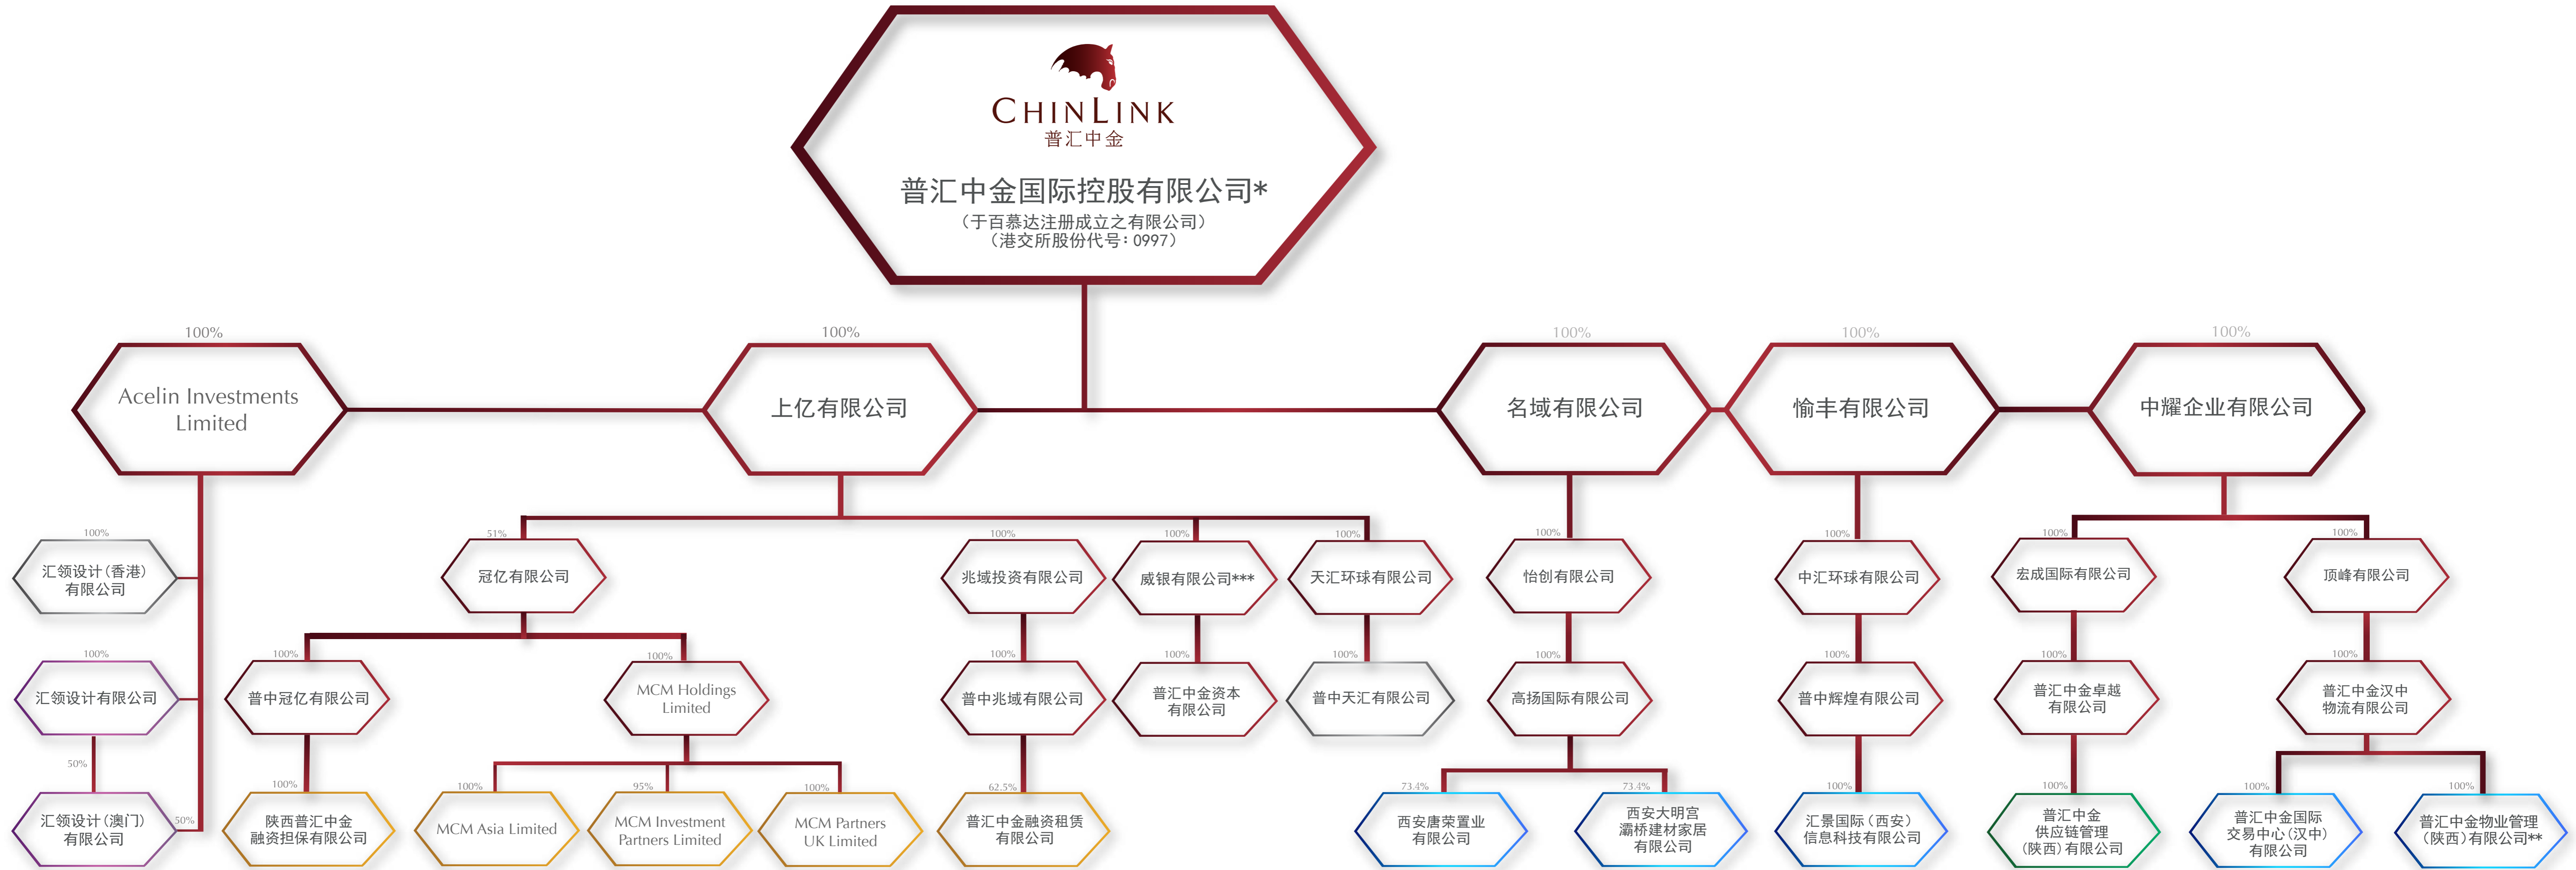 CHINLINK
普汇中金
普汇中金国际控股有限公司*
（于百慕达注册成立之有限公司）
（港交所股份代号：0997）
100%
100%
100%
100%
100%
Acelin Investments
Limited
上亿有限公司
名域有限公司
愉丰有限公司
中耀企业有限公司
100%
51%
100%
100%
100%
100%
100%
100%
100%
汇领设计（香港）
有限公司
冠亿有限公司
兆域投资有限公司
威银有限公司***
天汇环球有限公司
怡创有限公司
中汇环球有限公司
宏成国际有限公司
顶峰有限公司
100%
100%
100%
100%
100%
100%
100%
100%
100%
100%
汇领设计有限公司
普中冠亿有限公司
MCM Holdings
Limited
普中兆域有限公司
普汇中金资本
有限公司
普中天汇有限公司
高扬国际有限公司
普中辉煌有限公司
普汇中金卓越
有限公司
普汇中金汉中
物流有限公司
50%
100%
100%
95%
100%
62.5%
73.4%
73.4%
100%
100%
100%
100%
汇领设计（澳门）
有限公司
50%
陕西普汇中金
融资担保有限公司
MCM Asia Limited
MCM Investment
Partners Limited
MCM Partners
UK Limited
普汇中金融资租赁
有限公司
西安唐荣置业
有限公司
西安大明宫
灞桥建材家居
有限公司
汇景国际（西安）
信息科技有限公司
普汇中金
供应链管理
（陕西）有限公司
普汇中金国际
交易中心（汉中）
有限公司
普汇中金物业管理
（陕西）有限公司**